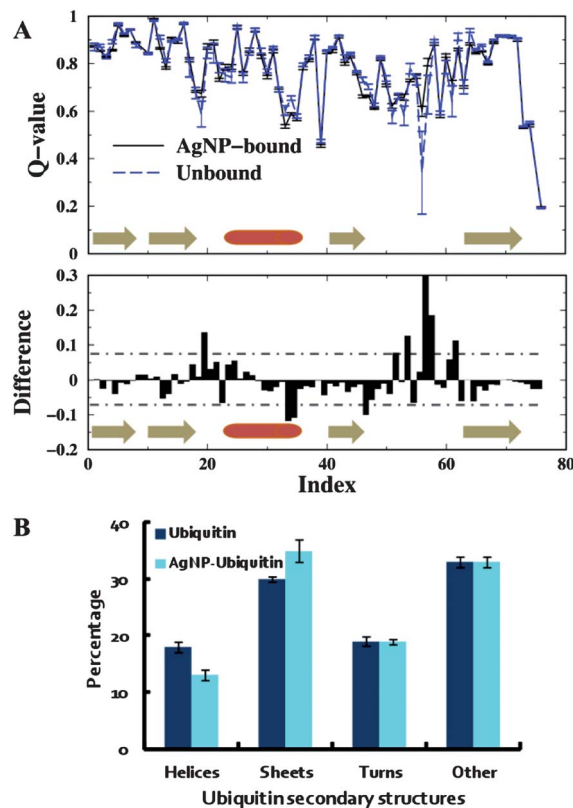 A
1
0.8
0.6
0.4
0.2
0
Q-value
AgNP-bound
Unbound
0.3
0.2
0.1
0
-0.1
-0.2
Difference
0 20 40 60 80
Index
B
40
30
20
10
0
Percentage
Ubiquitin
AgNP-Ubiquitin
Helices Sheets Turns Other
Ubiquitin secondary structures